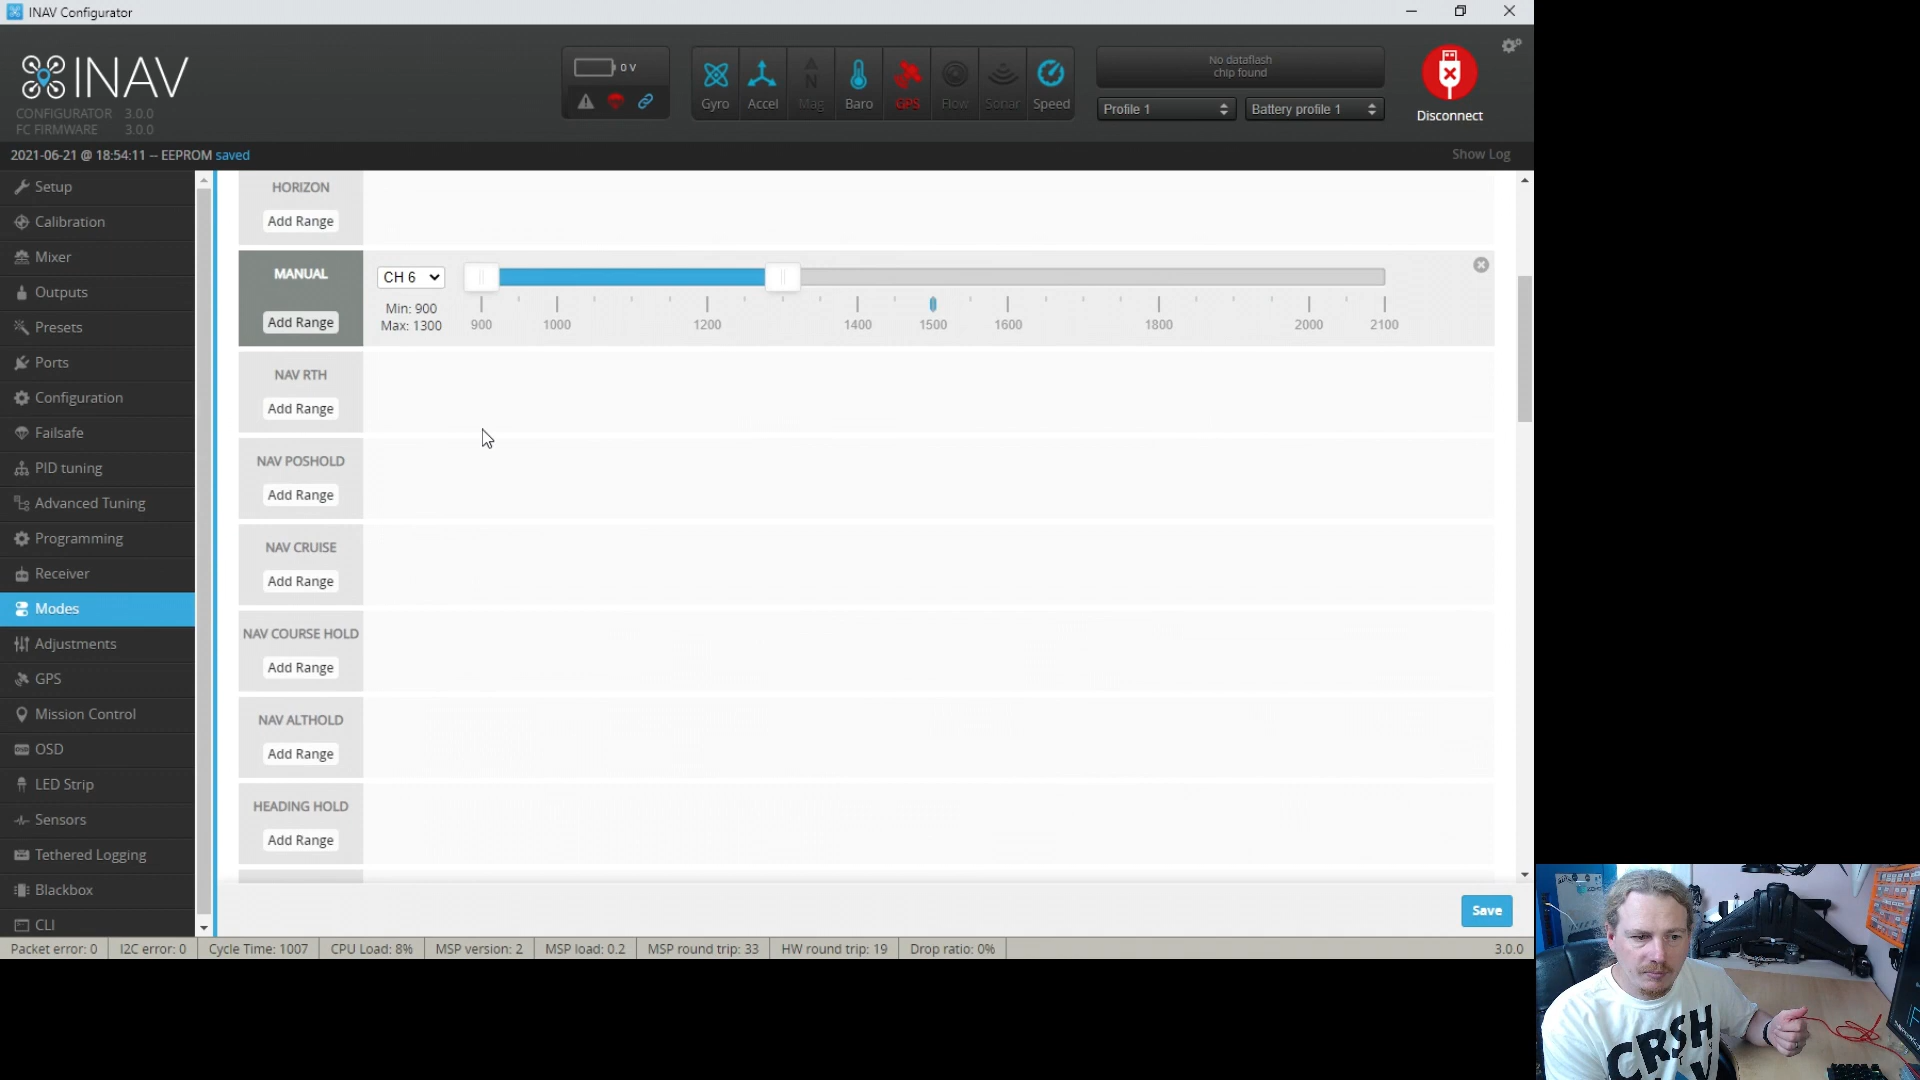 INAV Configurator
INAV
CONFIGURATOR 3.0.0
FC FIRMWARE 3.0.0
0 V
Gyro
Accel
Mag
Baro
GPS
Flow
Sonar
Speed
No dataflash
chip found
Profile 1
Battery profile 1
Disconnect
2021-06-21 @ 18:54:11 -- EEPROM saved
Show Log
Setup
Calibration
Mixer
Outputs
Presets
Ports
Configuration
Failsafe
PID tuning
Advanced Tuning
Programming
Receiver
Modes
Adjustments
GPS
Mission Control
OSD
LED Strip
Sensors
Tethered Logging
Blackbox
CLI
HORIZON
Add Range
MANUAL
Add Range
CH 6
Min: 900
Max: 1300
900 1000 1200 1400 1500 1600 1800 2000 2100
NAV RTH
Add Range
NAV POSHOLD
Add Range
NAV CRUISE
Add Range
NAV COURSE HOLD
Add Range
NAV ALTHOLD
Add Range
HEADING HOLD
Add Range
Save
Packet error: 0 I2C error: 0 Cycle Time: 1007 CPU Load: 8% MSP version: 2 MSP load: 0.2 MSP round trip: 33 HW round trip: 19 Drop ratio: 0% 3.0.0
CRSH